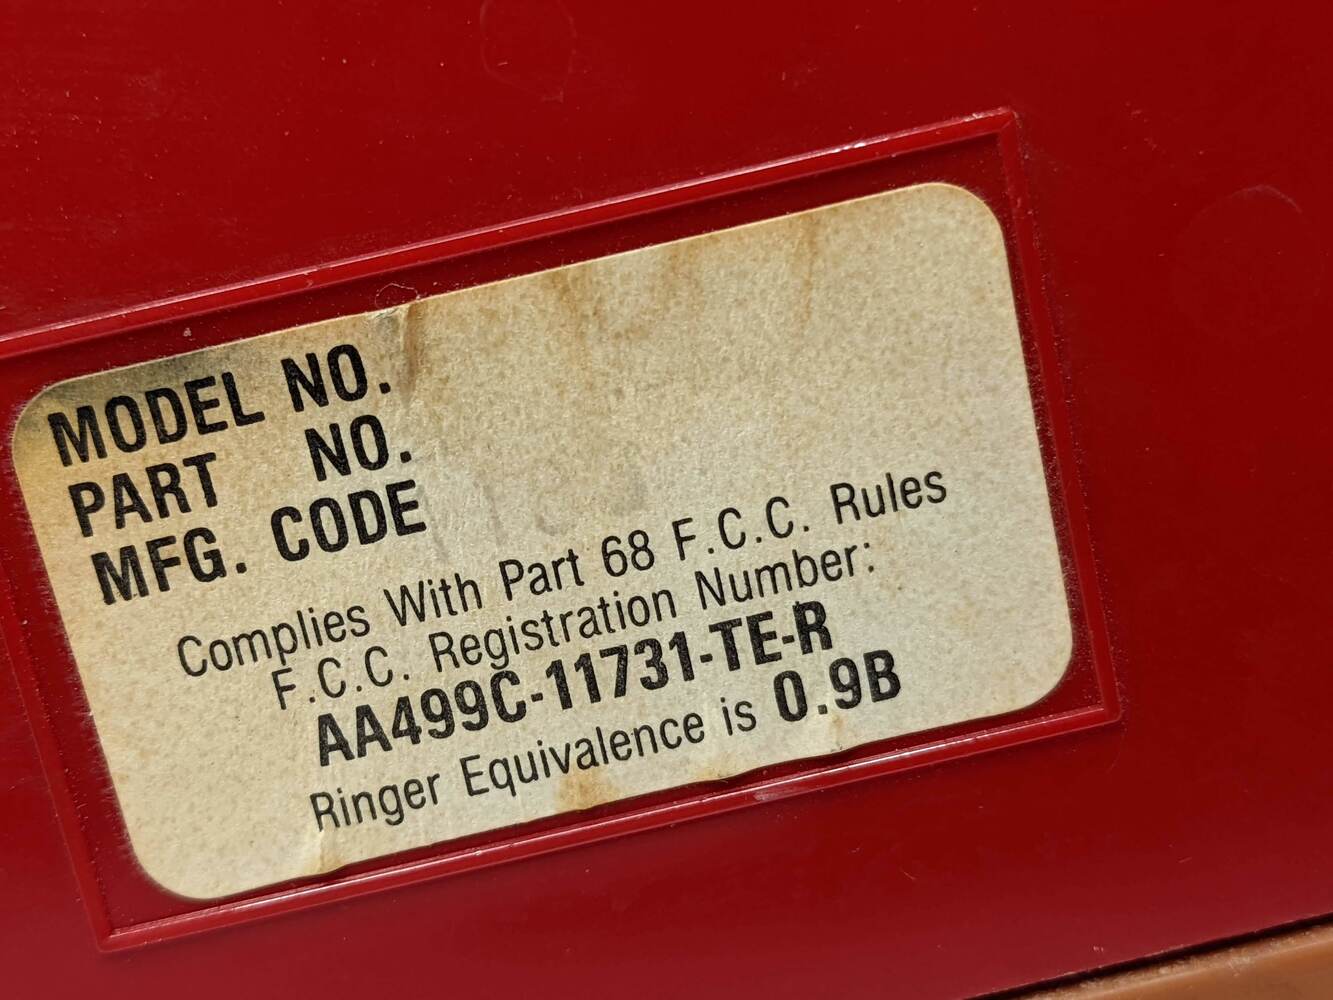 MODEL NO.
PART NO.
MFG. CODE
Complies With Part 68 F.C.C. Rules
F.C.C. Registration Number:
AA499C-11731-TE-R
Ringer Equivalence is 0.9B